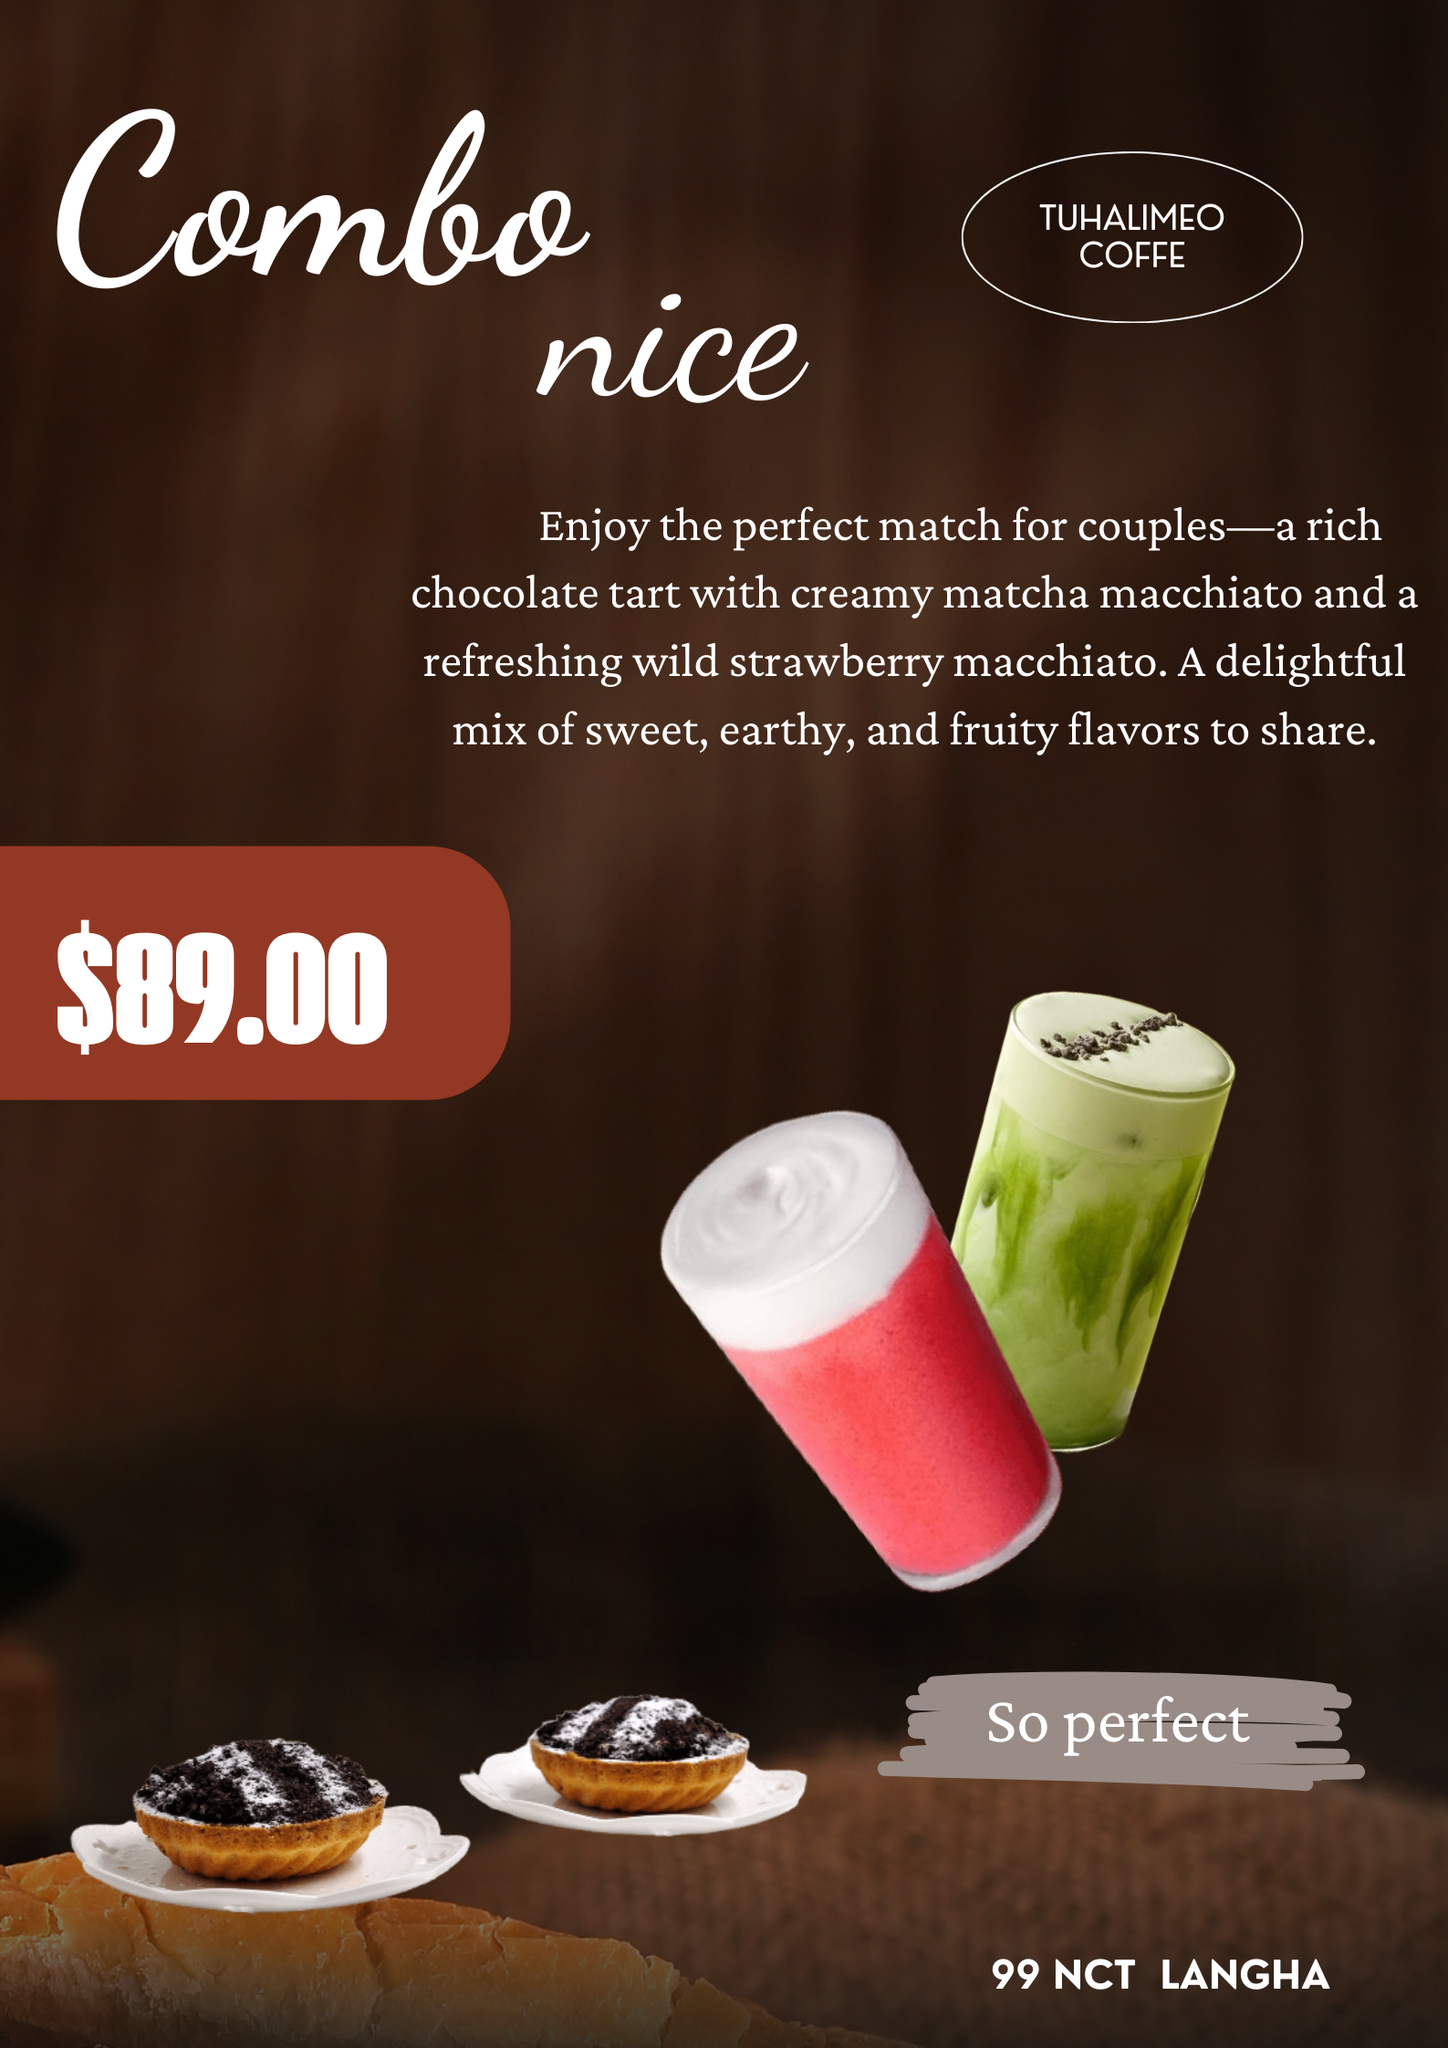 Combo
nice
TUHALIMEO
COFFE
Enjoy the perfect match for couples—a rich
chocolate tart with creamy matcha macchiato and a
refreshing wild strawberry macchiato. A delightful
mix of sweet, earthy, and fruity flavors to share.
$89.00
So perfect
99 NCT LANGHA